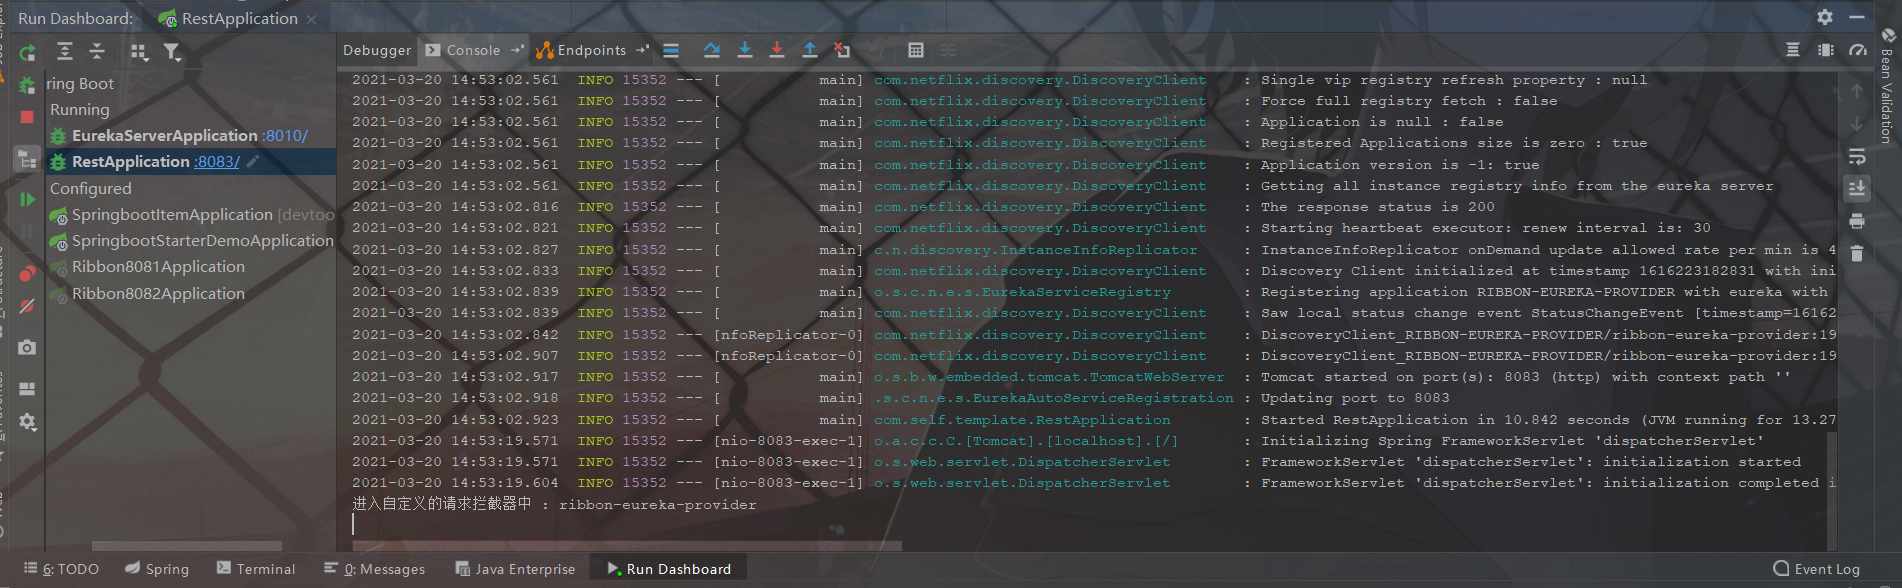 Run Dashboard: RestApplication
Debugger Console Endpoints
ring Boot
Running
EurekaServerApplication :8010/
RestApplication :8083/
Configured
SpringbootItemApplication [devtoo
SpringbootStarterDemoApplication
Ribbon8081Application
Ribbon8082Application
2021-03-20 14:53:02.561 INFO 15352 --- [ main] com.netflix.discovery.DiscoveryClient : Single vip registry refresh property : null
2021-03-20 14:53:02.561 INFO 15352 --- [ main] com.netflix.discovery.DiscoveryClient : Force full registry fetch : false
2021-03-20 14:53:02.561 INFO 15352 --- [ main] com.netflix.discovery.DiscoveryClient : Application is null : false
2021-03-20 14:53:02.561 INFO 15352 --- [ main] com.netflix.discovery.DiscoveryClient : Registered Applications size is zero : true
2021-03-20 14:53:02.561 INFO 15352 --- [ main] com.netflix.discovery.DiscoveryClient : Application version is -1: true
2021-03-20 14:53:02.561 INFO 15352 --- [ main] com.netflix.discovery.DiscoveryClient : Getting all instance registry info from the eureka server
2021-03-20 14:53:02.816 INFO 15352 --- [ main] com.netflix.discovery.DiscoveryClient : The response status is 200
2021-03-20 14:53:02.821 INFO 15352 --- [ main] com.netflix.discovery.DiscoveryClient : Starting heartbeat executor: renew interval is: 30
2021-03-20 14:53:02.827 INFO 15352 --- [ main] c.n.discovery.InstanceInfoReplicator : InstanceInfoReplicator onDemand update allowed rate per min is 4
2021-03-20 14:53:02.833 INFO 15352 --- [ main] com.netflix.discovery.DiscoveryClient : Discovery Client initialized at timestamp 1616223182831 with ini
2021-03-20 14:53:02.839 INFO 15352 --- [ main] o.s.c.n.e.s.EurekaServiceRegistry : Registering application RIBBON-EUREKA-PROVIDER with eureka with
2021-03-20 14:53:02.839 INFO 15352 --- [ main] com.netflix.discovery.DiscoveryClient : Saw local status change event StatusChangeEvent [timestamp=16162
2021-03-20 14:53:02.842 INFO 15352 --- [nfoReplicator-0] com.netflix.discovery.DiscoveryClient : DiscoveryClient_RIBBON-EUREKA-PROVIDER/ribbon-eureka-provider:19
2021-03-20 14:53:02.907 INFO 15352 --- [nfoReplicator-0] com.netflix.discovery.DiscoveryClient : DiscoveryClient_RIBBON-EUREKA-PROVIDER/ribbon-eureka-provider:19
2021-03-20 14:53:02.917 INFO 15352 --- [ main] o.s.b.w.embedded.tomcat.TomcatWebServer : Tomcat started on port(s): 8083 (http) with context path ''
2021-03-20 14:53:02.918 INFO 15352 --- [ main] .s.c.n.e.s.EurekaAutoServiceRegistration : Updating port to 8083
2021-03-20 14:53:02.923 INFO 15352 --- [ main] com.self.template.RestApplication : Started RestApplication in 10.842 seconds (JVM running for 13.27
2021-03-20 14:53:19.571 INFO 15352 --- [nio-8083-exec-1] o.a.c.c.C.[Tomcat].[localhost].[/] : Initializing Spring FrameworkServlet 'dispatcherServlet'
2021-03-20 14:53:19.571 INFO 15352 --- [nio-8083-exec-1] o.s.web.servlet.DispatcherServlet : FrameworkServlet 'dispatcherServlet': initialization started
2021-03-20 14:53:19.604 INFO 15352 --- [nio-8083-exec-1] o.s.web.servlet.DispatcherServlet : FrameworkServlet 'dispatcherServlet': initialization completed i
进入自定义的请求拦截器中 : ribbon-eureka-provider
Bean Validation
6: TODO Spring Terminal 0: Messages Java Enterprise Run Dashboard Event Log